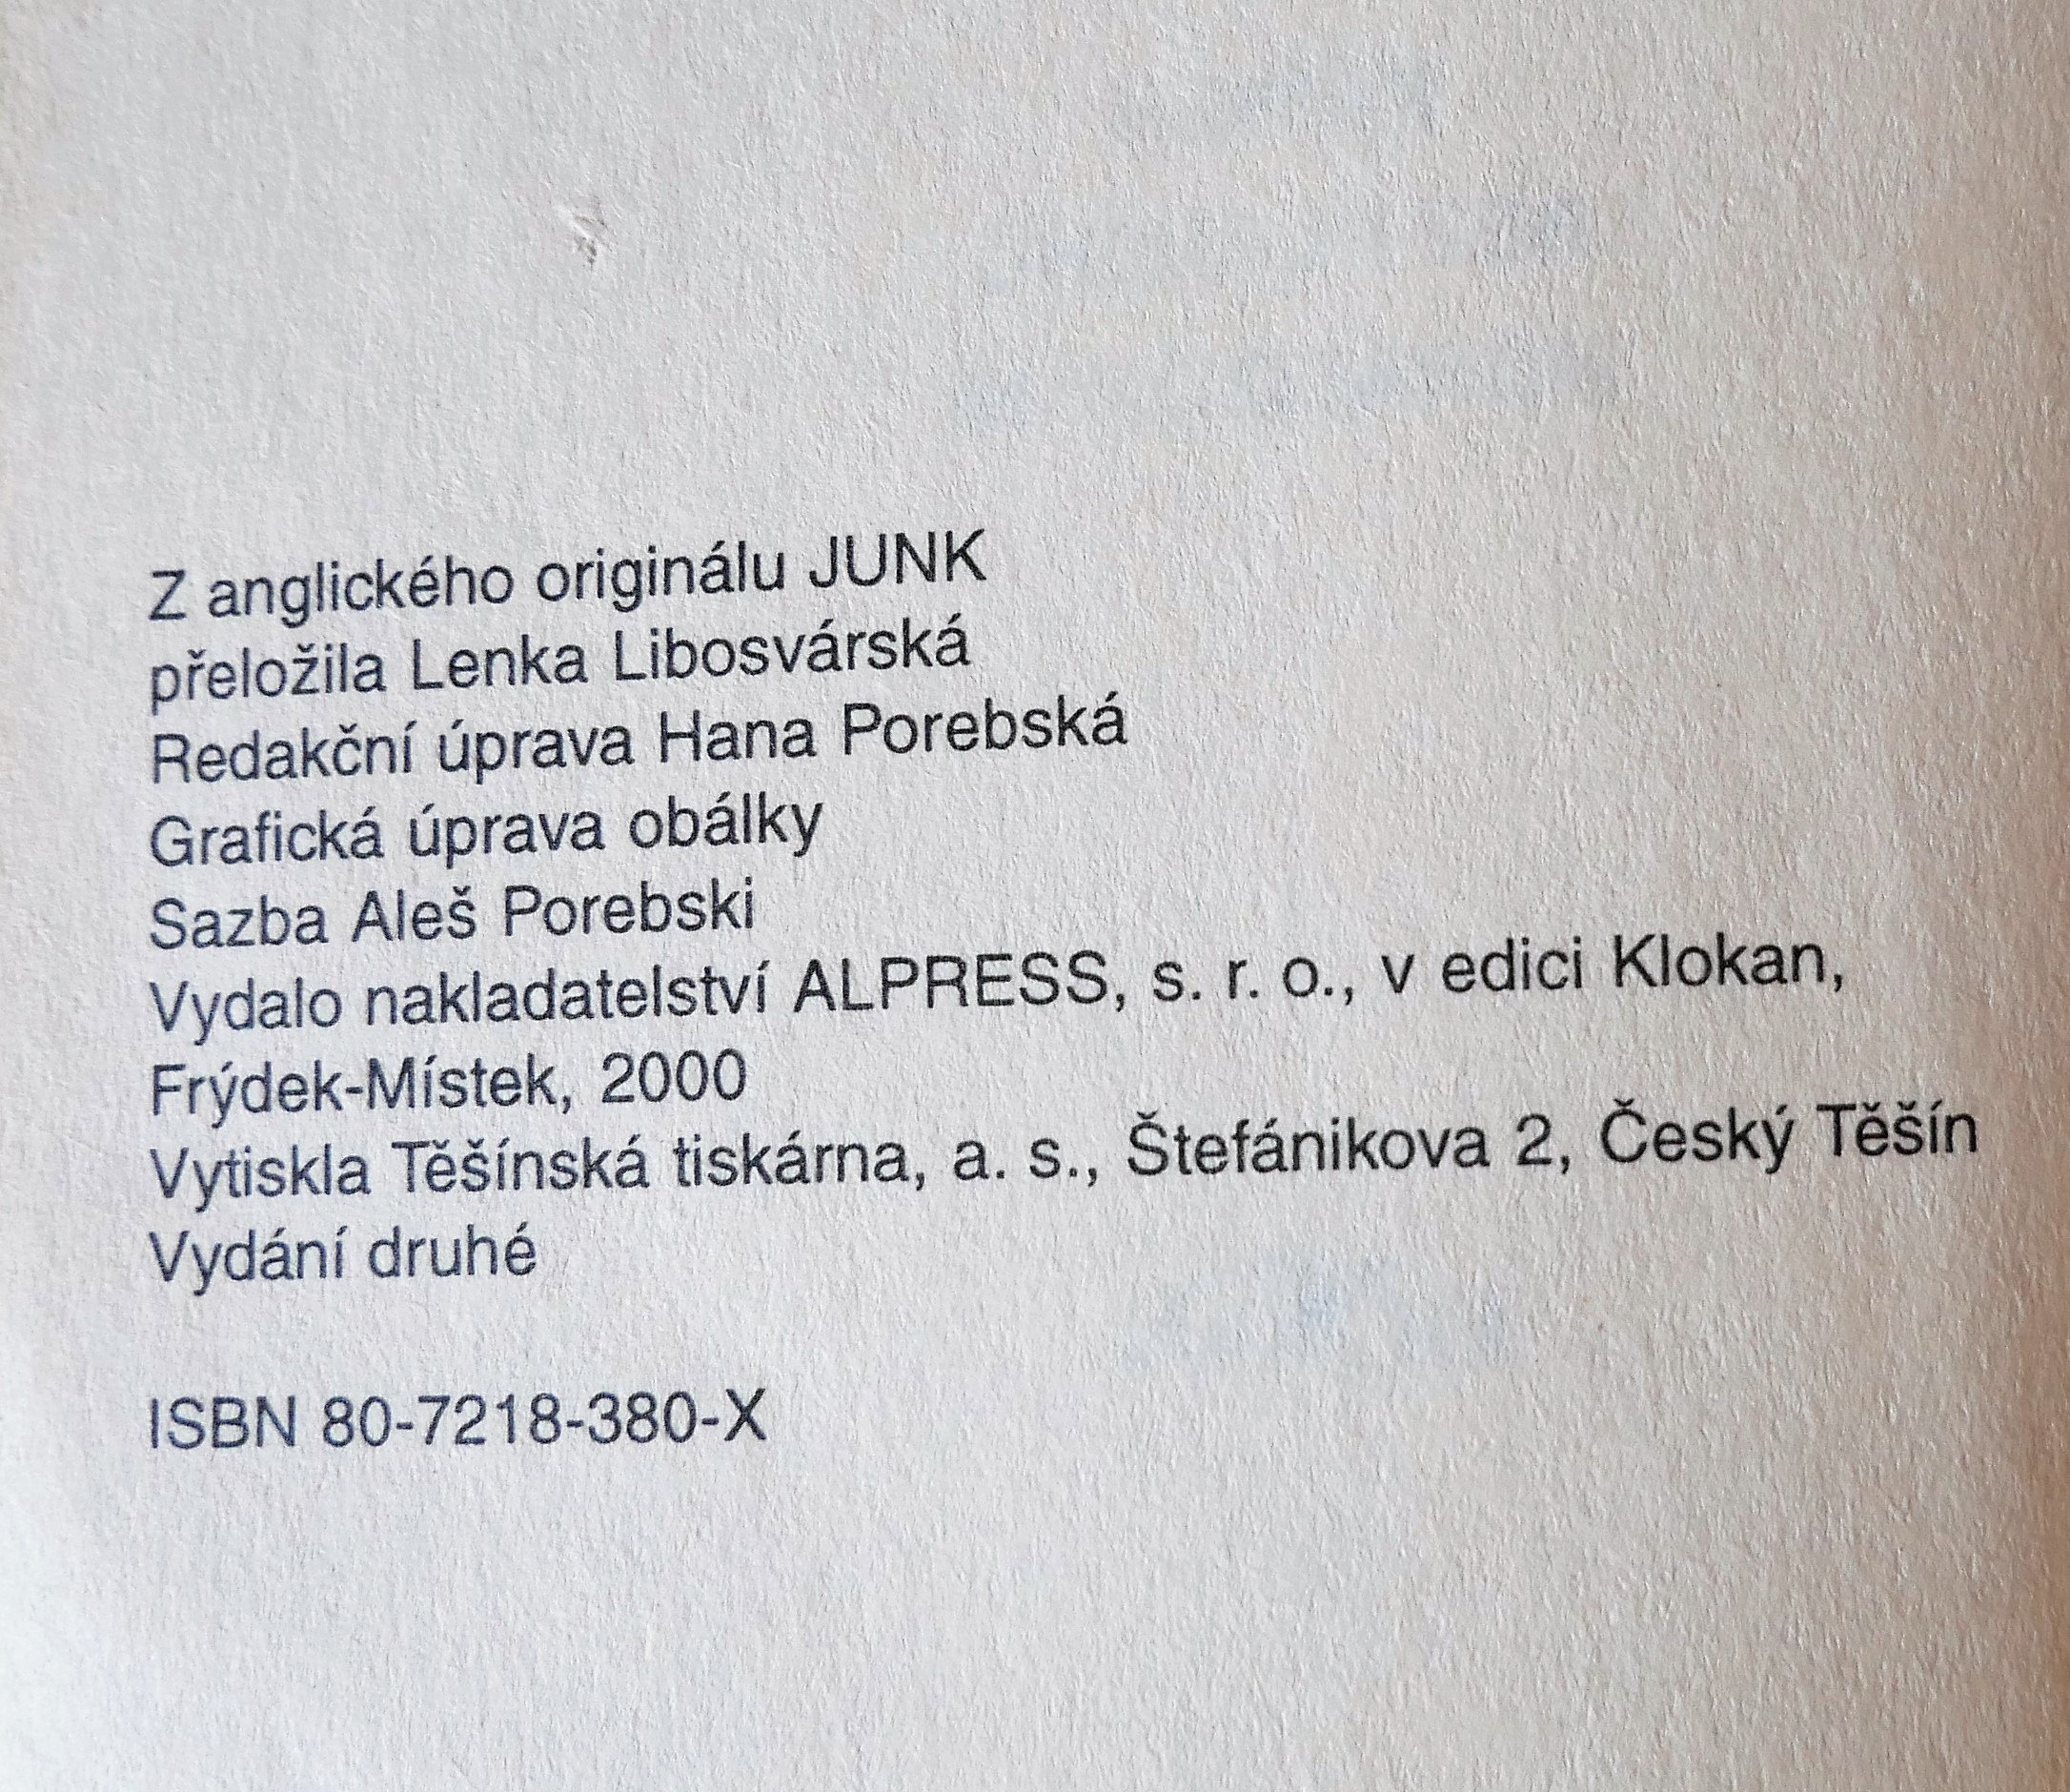 Z anglického originálu JUNK
přeložila Lenka Libosvárská
Redakční úprava Hana Porebská
Grafická úprava obálky
Sazba Aleš Porebski
Vydalo nakladatelství ALPRESS, s. r. o., v edici Klokan,
Frýdek-Místek, 2000
Vytiskla Těšínská tiskárna, a. s., Štefánikova 2, Český Těšín
Vydání druhé
ISBN 80-7218-380-X